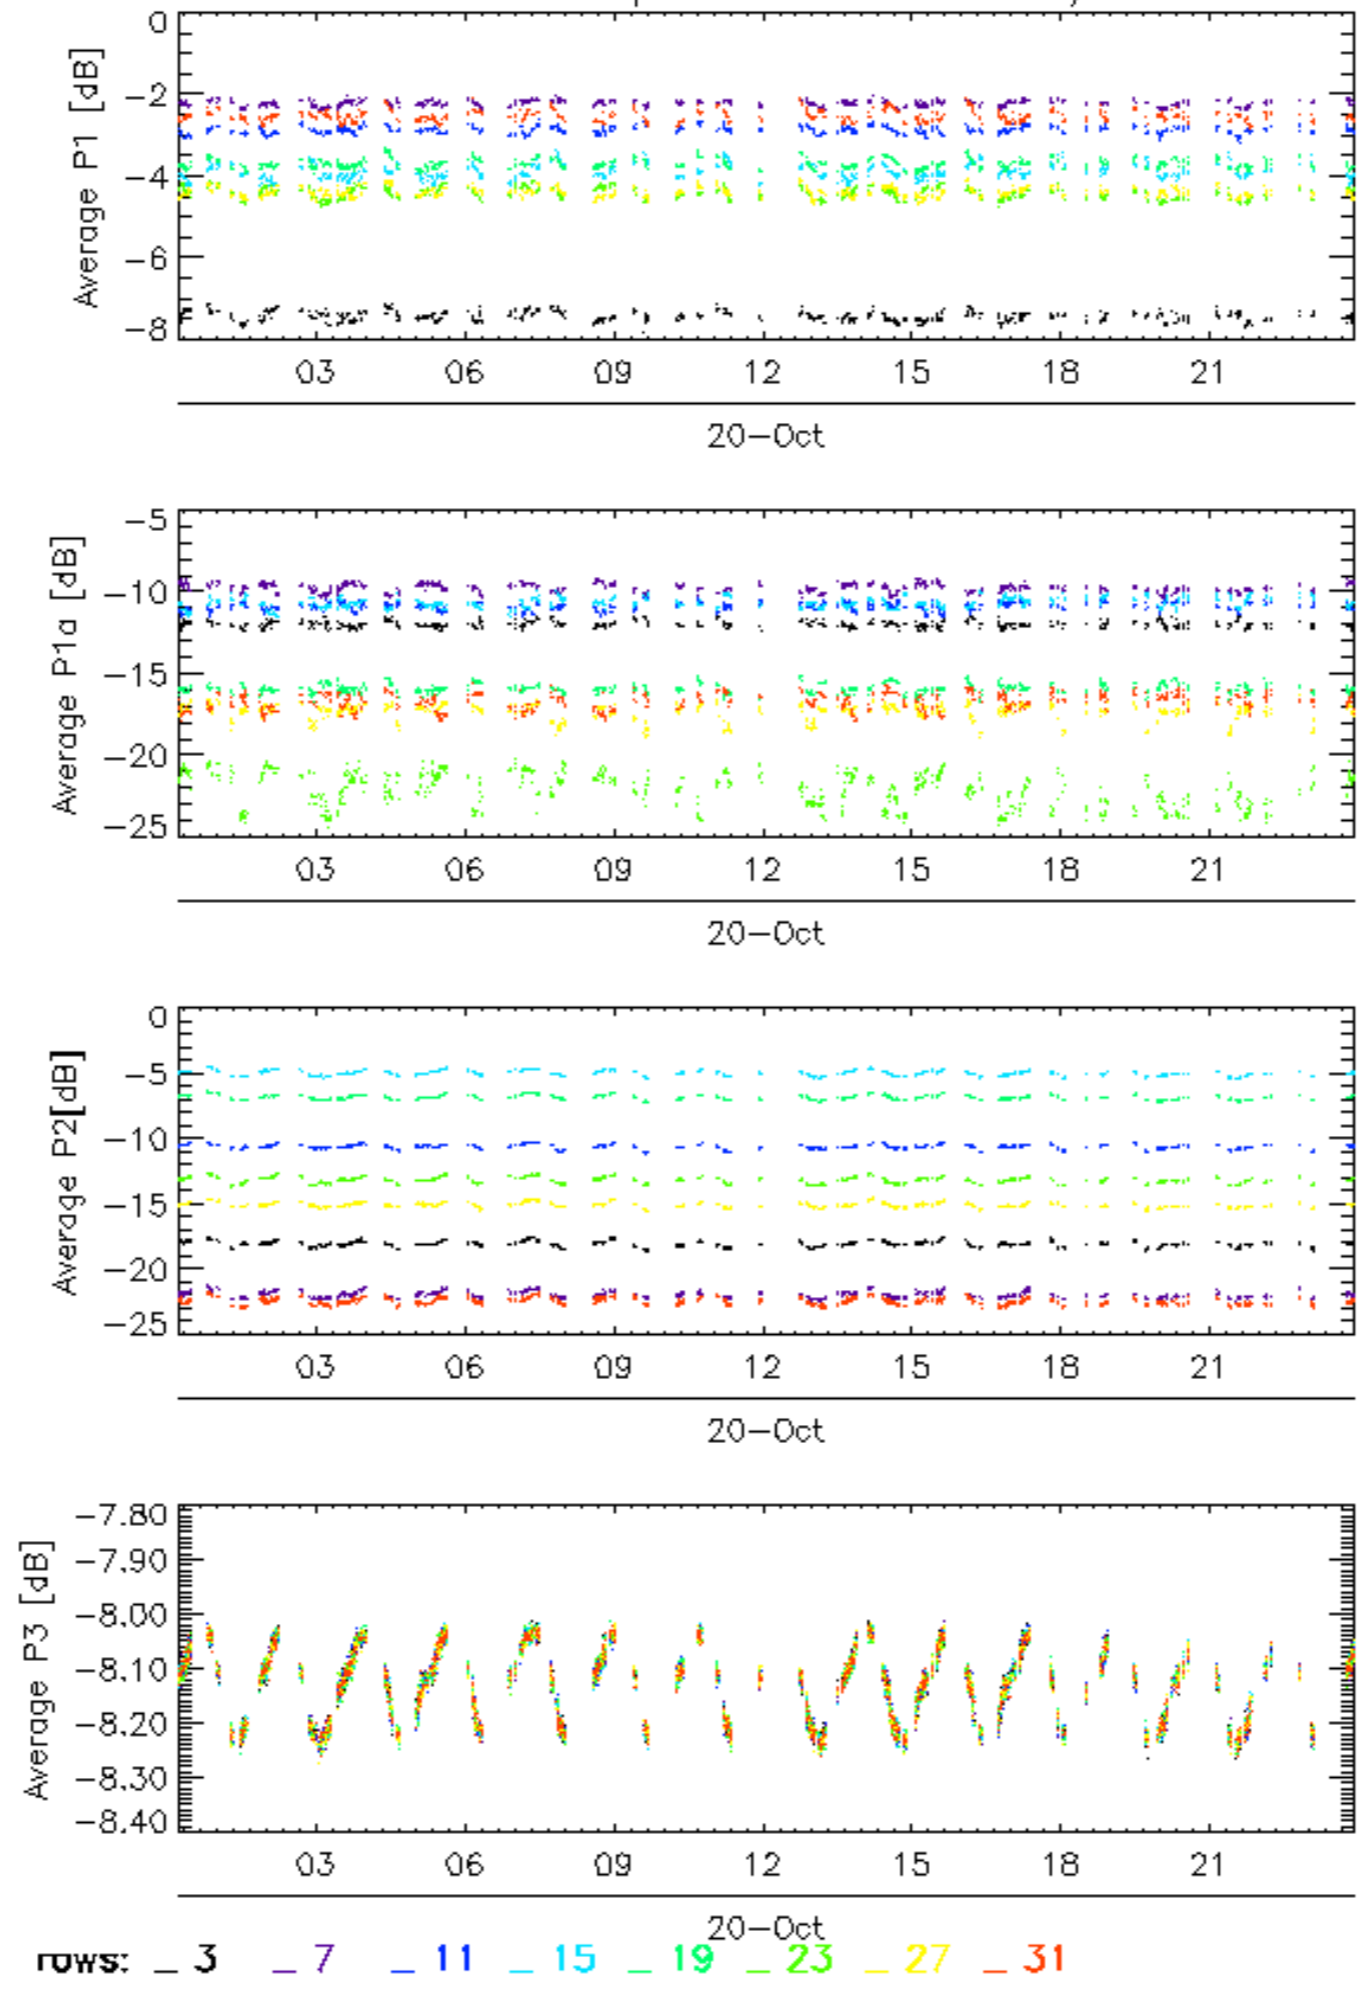 0
-2
-4
-6
-8
Average P1 [dB]
03 06 09 12 15 18 21
20-Oct
-5
-10
-15
-20
-25
Average P1a [dB]
03 06 09 12 15 18 21
20-Oct
0
-5
-10
-15
-20
-25
Average P2[dB]
03 06 09 12 15 18 21
20-Oct
-7.80
-7.90
-8.00
-8.10
-8.20
-8.30
-8.40
Average P3 [dB]
03 06 09 12 15 18 21
20-Oct
rows: _ 3 _ 7 _ 11 _ 15 _ 19 _ 23 _ 27 _ 31